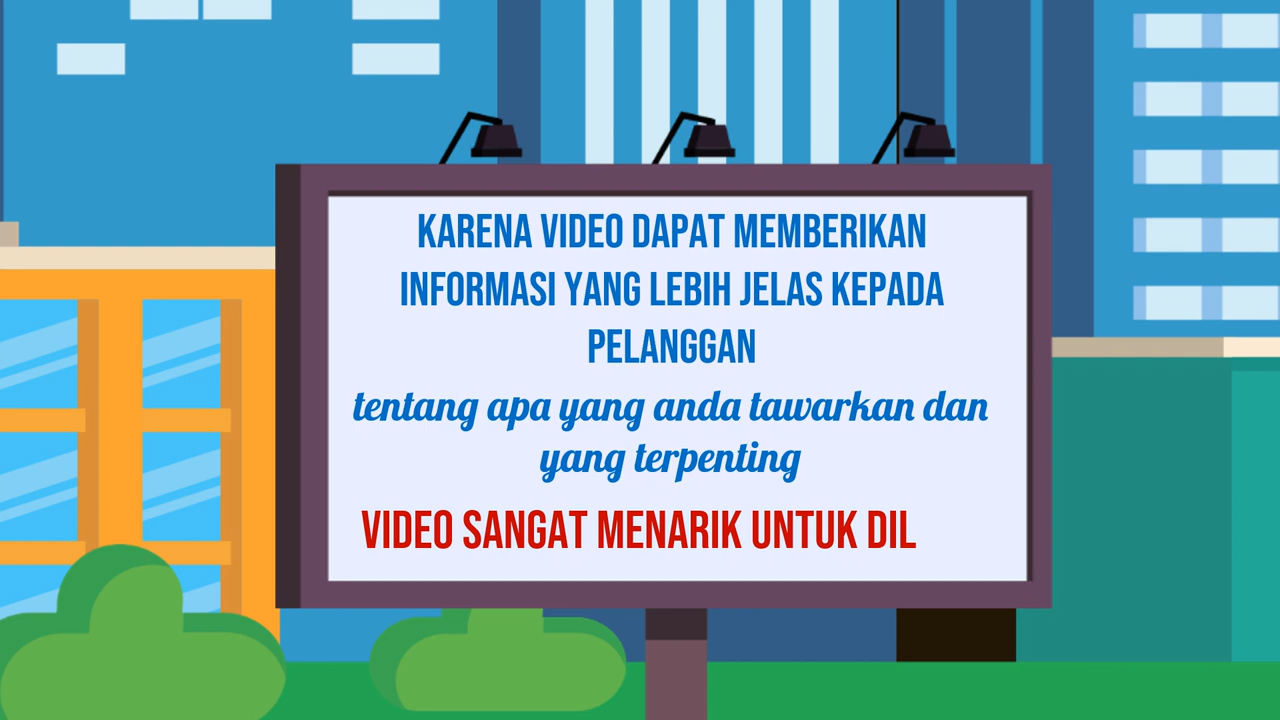 KARENA VIDEO DAPAT MEMBERIKAN
INFORMASI YANG LEBIH JELAS KEPADA
PELANGGAN
tentang apa yang anda tawarkan dan
yang terpenting
VIDEO SANGAT MENARIK UNTUK DIL